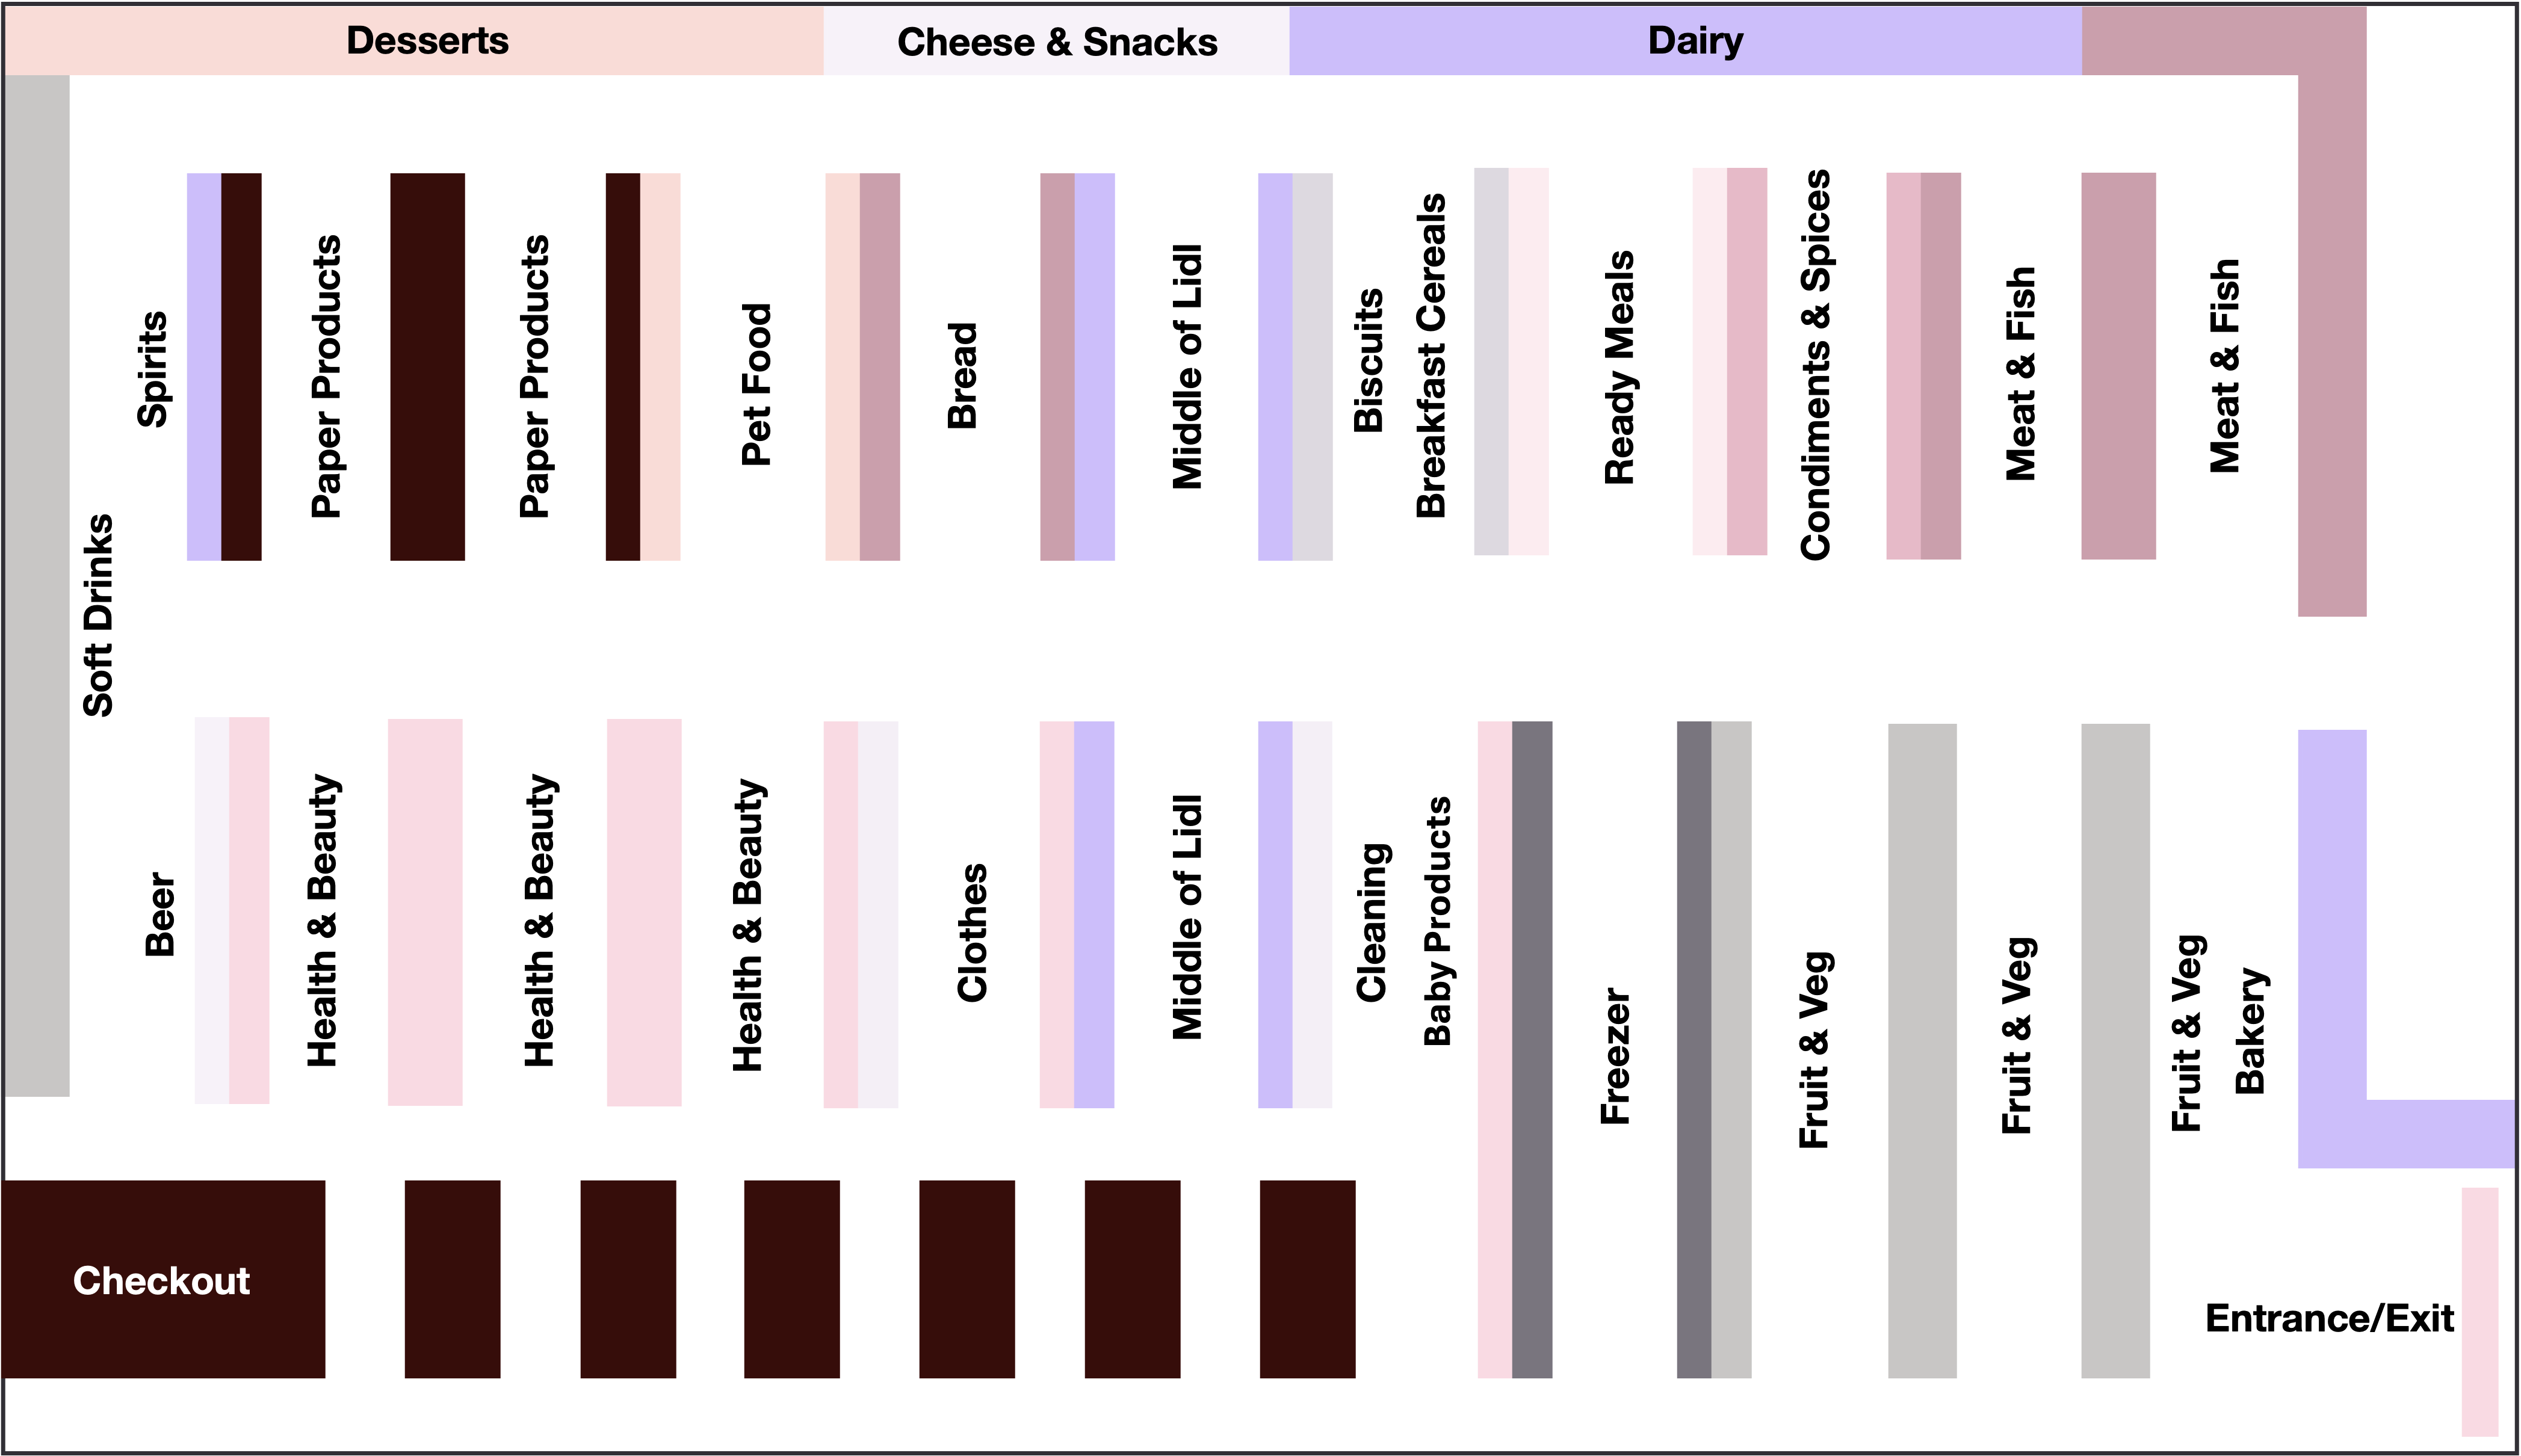 Desserts
Cheese & Snacks
Dairy
Soft Drinks
Spirits
Paper Products
Paper Products
Pet Food
Bread
Middle of Lidl
Biscuits
Breakfast Cereals
Ready Meals
Condiments & Spices
Meat & Fish
Meat & Fish
Beer
Health & Beauty
Health & Beauty
Health & Beauty
Clothes
Middle of Lidl
Cleaning
Baby Products
Freezer
Fruit & Veg
Fruit & Veg
Fruit & Veg
Bakery
Checkout
Entrance/Exit